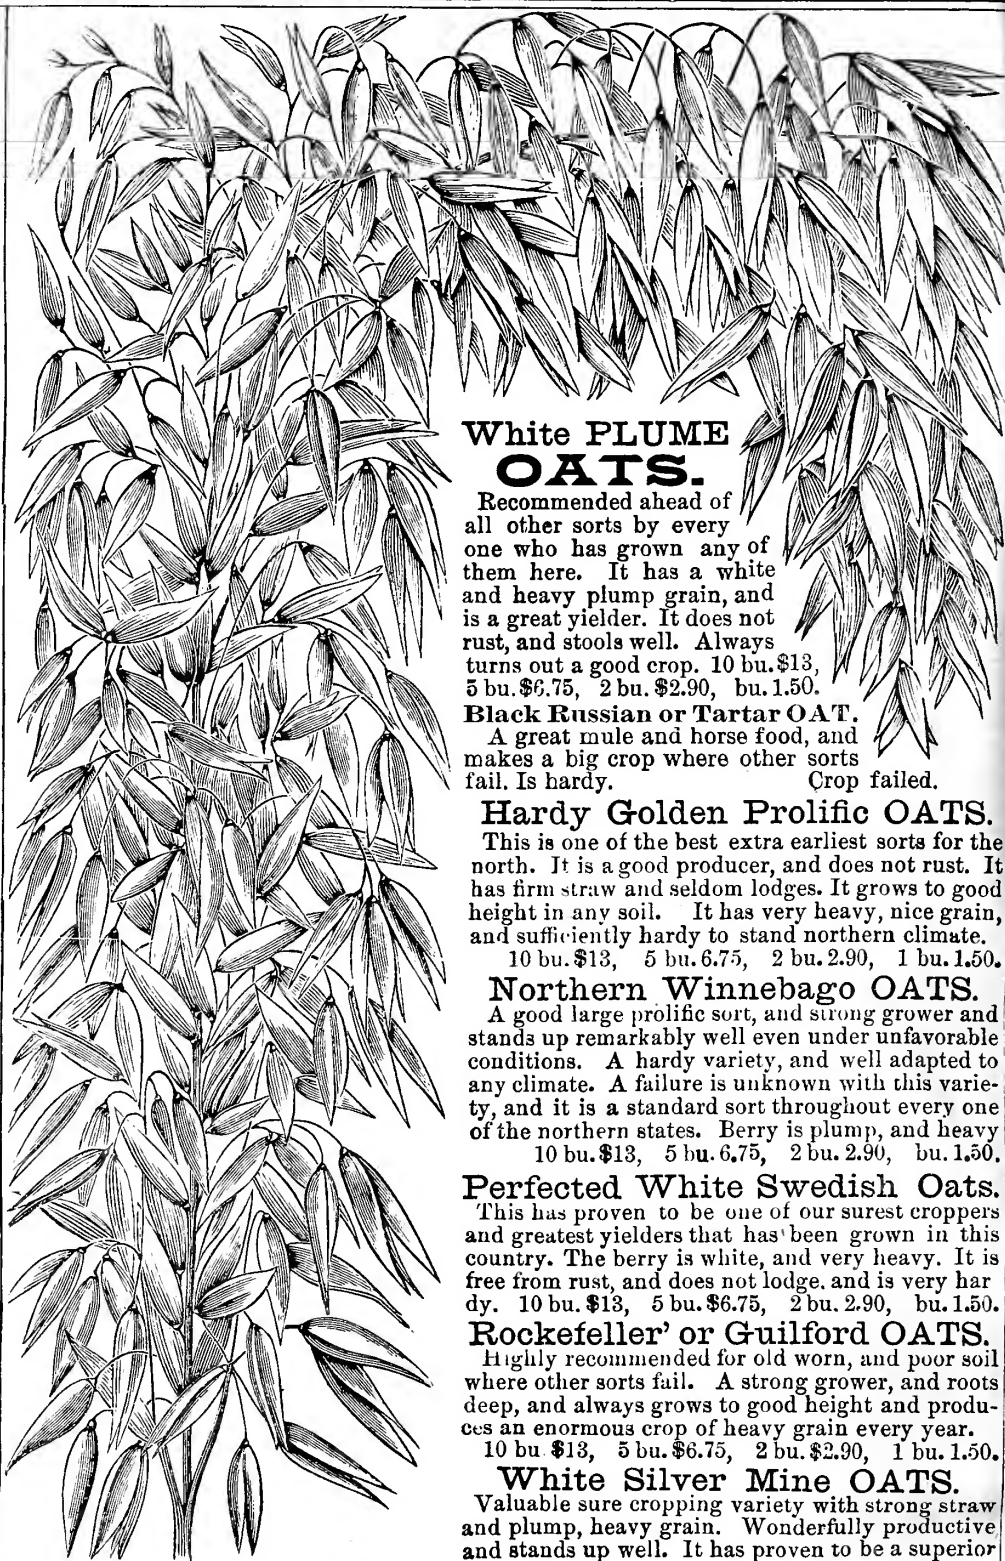 White PLUME
OATS.
Recommended ahead of
all other sorts by every
one who has grown any of
them here. It has a white
and heavy plump grain, and
is a great yielder. It does not
rust, and stools well. Always
turns out a good crop. 10 bu. $13,
5 bu. $6.75, 2 bu. $2.90, bu. 1.50.
Black Russian or Tartar OAT.
A great mule and horse food, and
makes a big crop where other sorts
fail. Is hardy. Crop failed.
Hardy Golden Prolific OATS.
This is one of the best extra earliest sorts for the
north. It is a good producer, and does not rust. It
has firm straw and seldom lodges. It grows to good
height in any soil. It has very heavy, nice grain,
and sufficiently hardy to stand northern climate.
10 bu. $13, 5 bu. 6.75, 2 bu. 2.90, 1 bu. 1.50.
Northern Winnebago OATS.
A good large prolific sort, and strong grower and
stands up remarkably well even under unfavorable
conditions. A hardy variety, and well adapted to
any climate. A failure is unknown with this varie-
ty, and it is a standard sort throughout every one
of the northern states. Berry is plump, and heavy
10 bu. $13, 5 bu. 6.75, 2 bu. 2.90, bu. 1.50.
Perfected White Swedish Oats.
This has proven to be one of our surest croppers
and greatest yielders that has been grown in this
country. The berry is white, and very heavy. It is
free from rust, and does not lodge. and is very har
dy. 10 bu. $13, 5 bu. $6.75, 2 bu. 2.90, bu. 1.50.
Rockefeller' or Guilford OATS.
Highly recommended for old worn, and poor soil
where other sorts fail. A strong grower, and roots
deep, and always grows to good height and produ-
ces an enormous crop of heavy grain every year.
10 bu $13, 5 bu. $6.75, 2 bu. $2.90, 1 bu. 1.50.
White Silver Mine OATS.
Valuable sure cropping variety with strong straw
and plump, heavy grain. Wonderfully productive
and stands up well. It has proven to be a superior